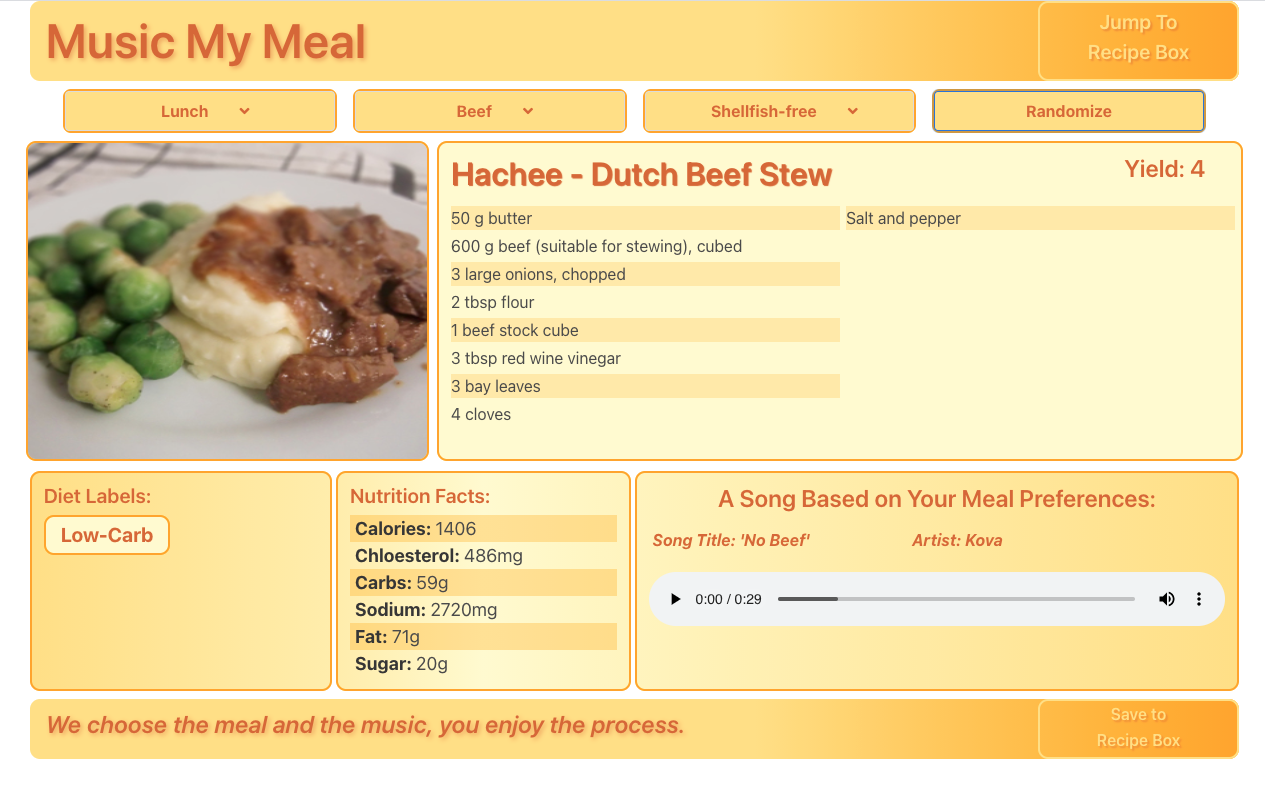 Music My Meal
Jump To
Recipe Box
Lunch
Beef
Shellfish-free
Randomize
Hachee - Dutch Beef Stew
Yield: 4
50 g butter
600 g beef (suitable for stewing), cubed
3 large onions, chopped
2 tbsp flour
1 beef stock cube
3 tbsp red wine vinegar
3 bay leaves
4 cloves
Salt and pepper
Diet Labels:
Low-Carb
Nutrition Facts:
Calories: 1406
Chloesterol: 486mg
Carbs: 59g
Sodium: 2720mg
Fat: 71g
Sugar: 20g
A Song Based on Your Meal Preferences:
Song Title: 'No Beef'
Artist: Kova
0:00 / 0:29
We choose the meal and the music, you enjoy the process.
Save to
Recipe Box